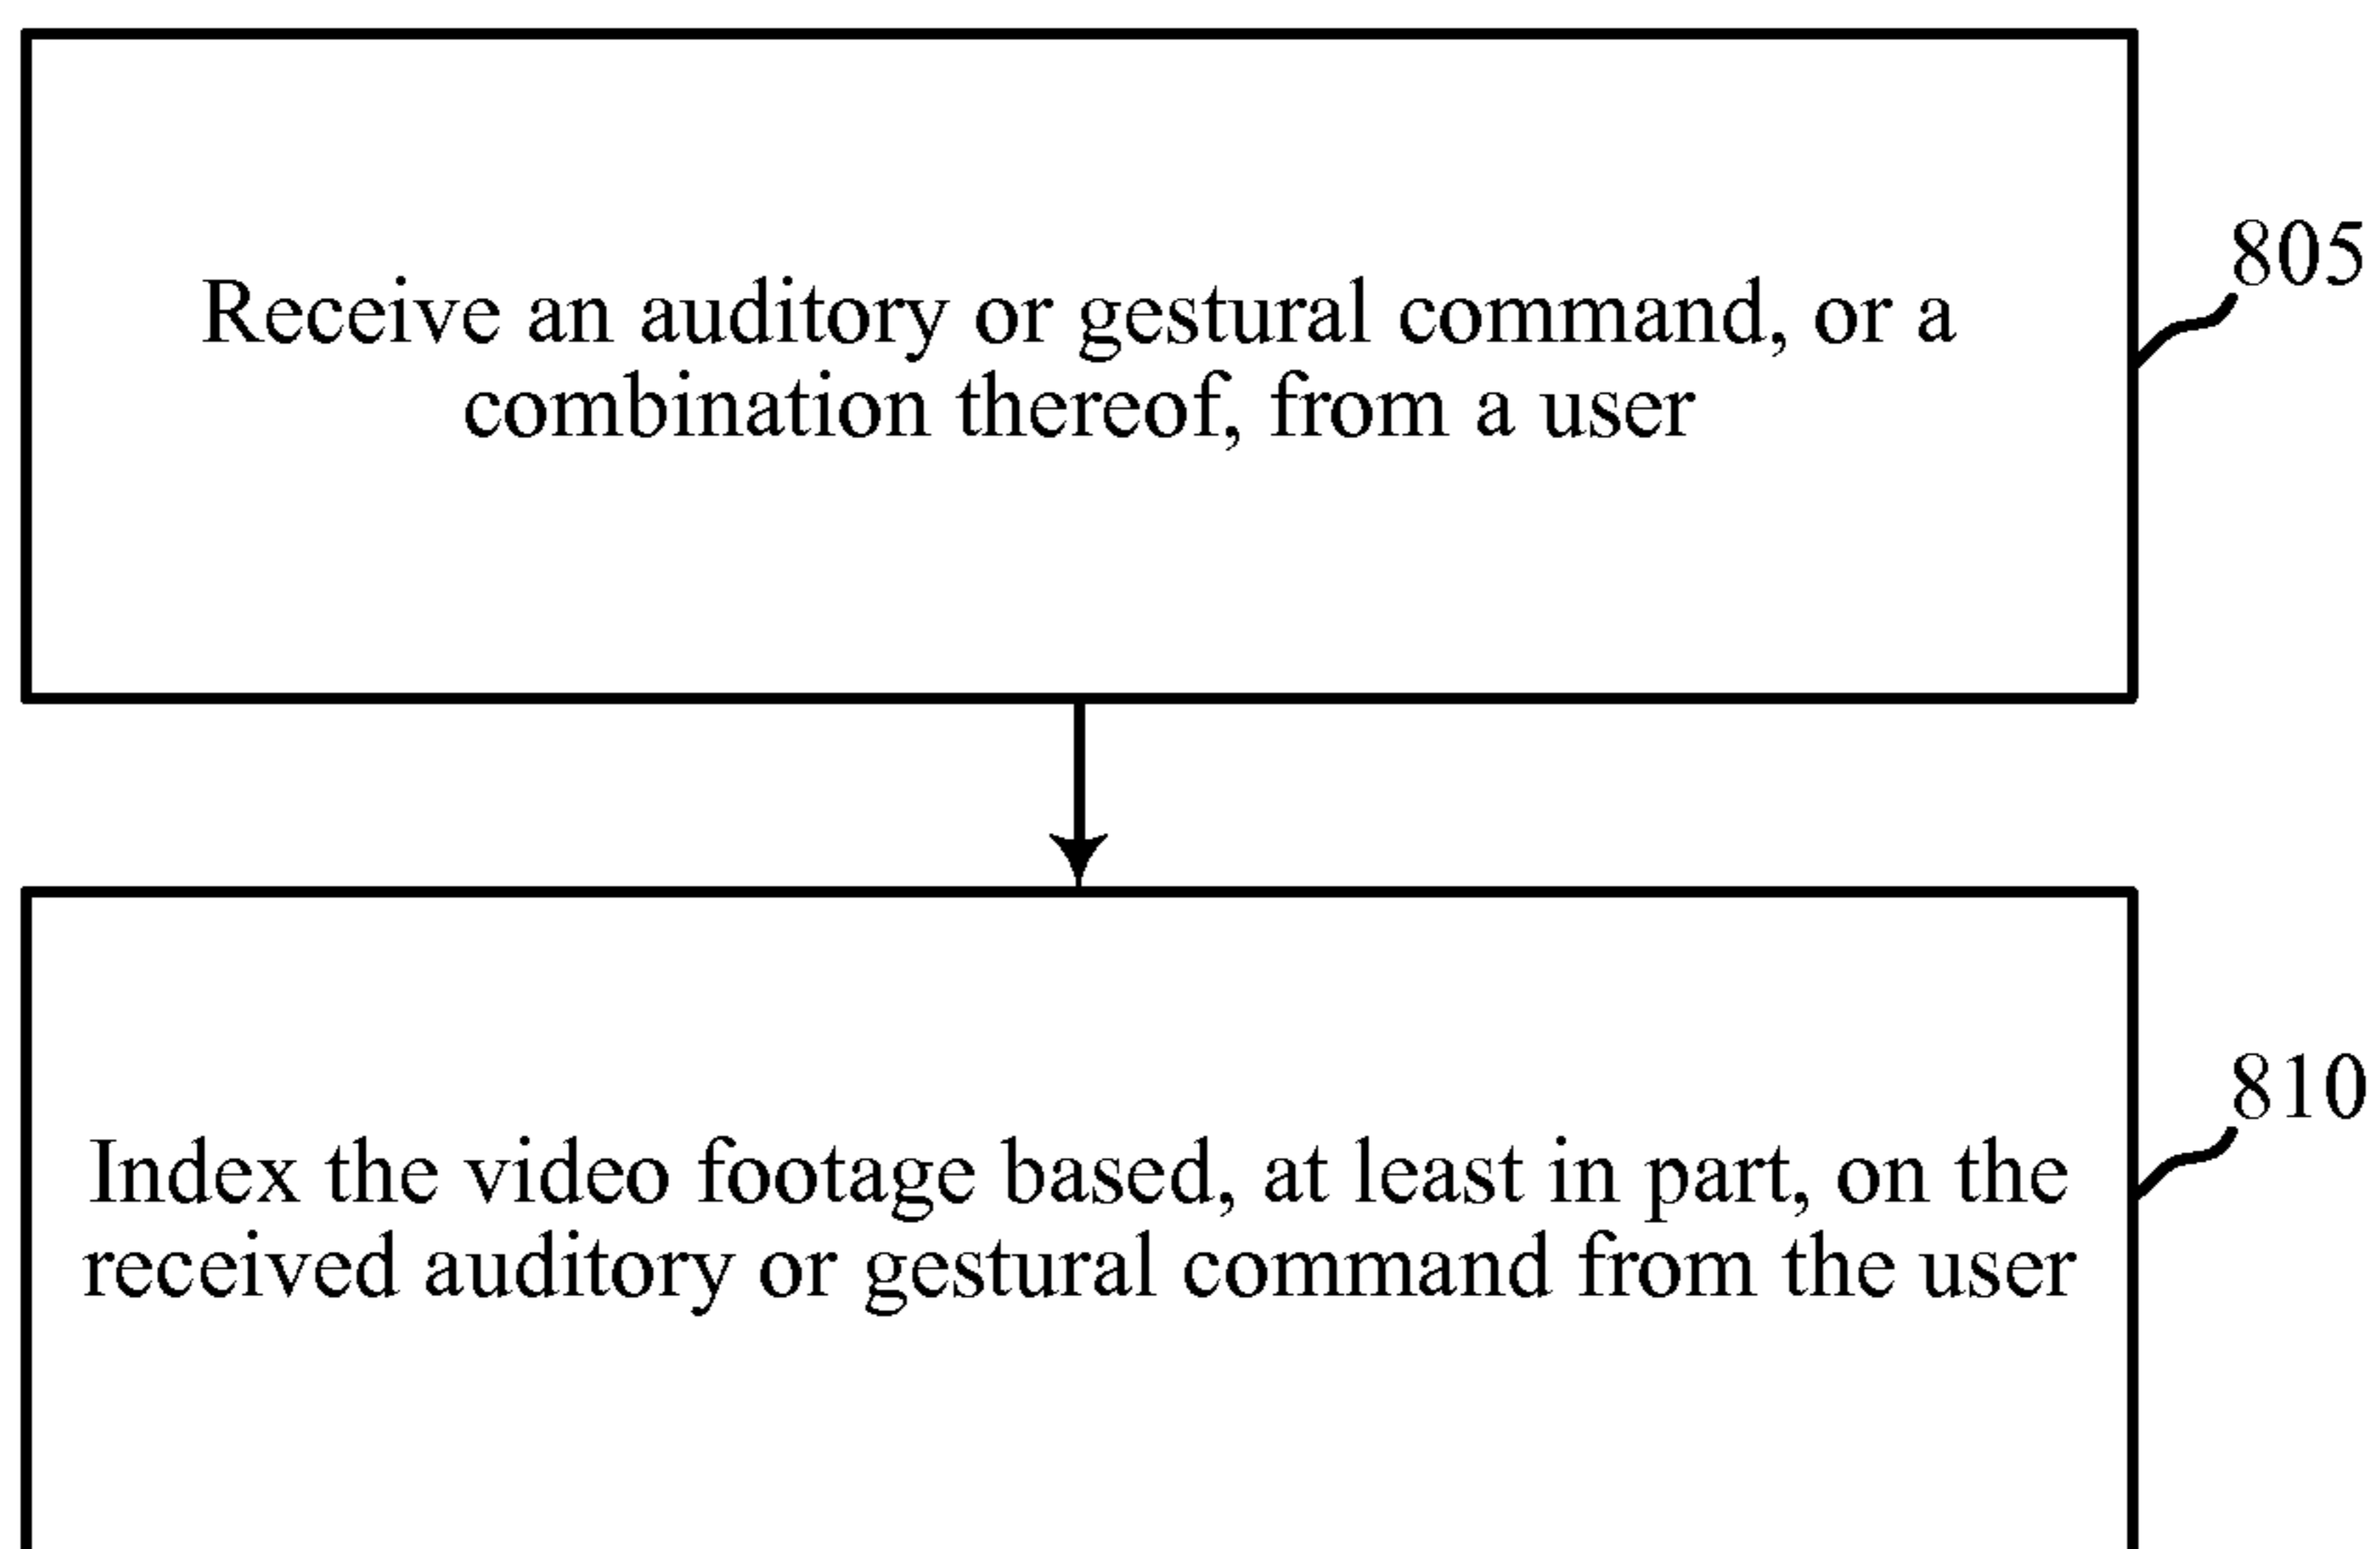 Receive an auditory or gestural command, or a
combination thereof, from a user
805
Index the video footage based, at least in part, on the
received auditory or gestural command from the user
810